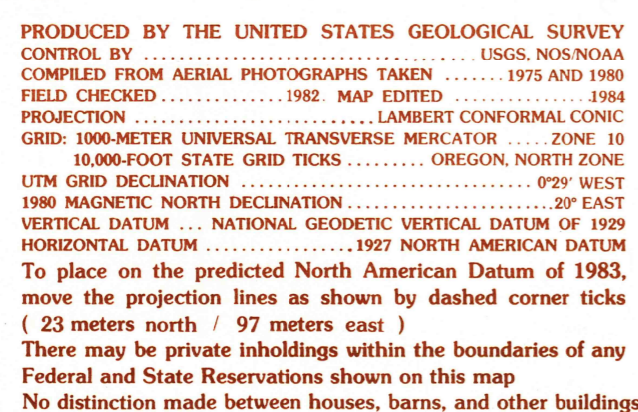 PRODUCED BY THE UNITED STATES GEOLOGICAL SURVEY
CONTROL BY .................................... USGS, NOS/NOAA
COMPILED FROM AERIAL PHOTOGRAPHS TAKEN ....... 1975 AND 1980
FIELD CHECKED .............. 1982. MAP EDITED .................1984
PROJECTION .......................... LAMBERT CONFORMAL CONIC
GRID: 1000-METER UNIVERSAL TRANSVERSE MERCATOR ..... ZONE 10
10,000-FOOT STATE GRID TICKS ......... OREGON, NORTH ZONE
UTM GRID DECLINATION .................................. 0°29' WEST
1980 MAGNETIC NORTH DECLINATION ......................20° EAST
VERTICAL DATUM ... NATIONAL GEODETIC VERTICAL DATUM OF 1929
HORIZONTAL DATUM ................ 1927 NORTH AMERICAN DATUM
To place on the predicted North American Datum of 1983,
move the projection lines as shown by dashed corner ticks
( 23 meters north / 97 meters east )
There may be private inholdings within the boundaries of any
Federal and State Reservations shown on this map
No distinction made between houses, barns, and other buildings